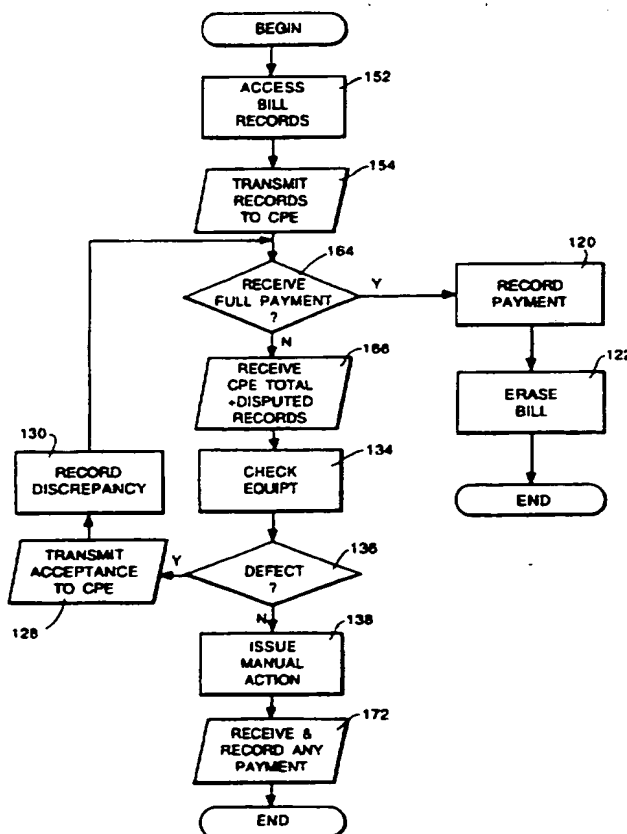 BEGIN
ACCESS
BILL
RECORDS
152
TRANSMIT
RECORDS
TO CPE
154
RECEIVE
FULL PAYMENT
?
164
Y
N
RECORD
PAYMENT
120
ERASE
BILL
122
END
RECEIVE
CPE TOTAL
+DISPUTED
RECORDS
166
CHECK
EQUIPT
134
DEFECT
?
136
Y
N
TRANSMIT
ACCEPTANCE
TO CPE
128
RECORD
DISCREPANCY
130
ISSUE
MANUAL
ACTION
138
RECEIVE &
RECORD ANY
PAYMENT
172
END